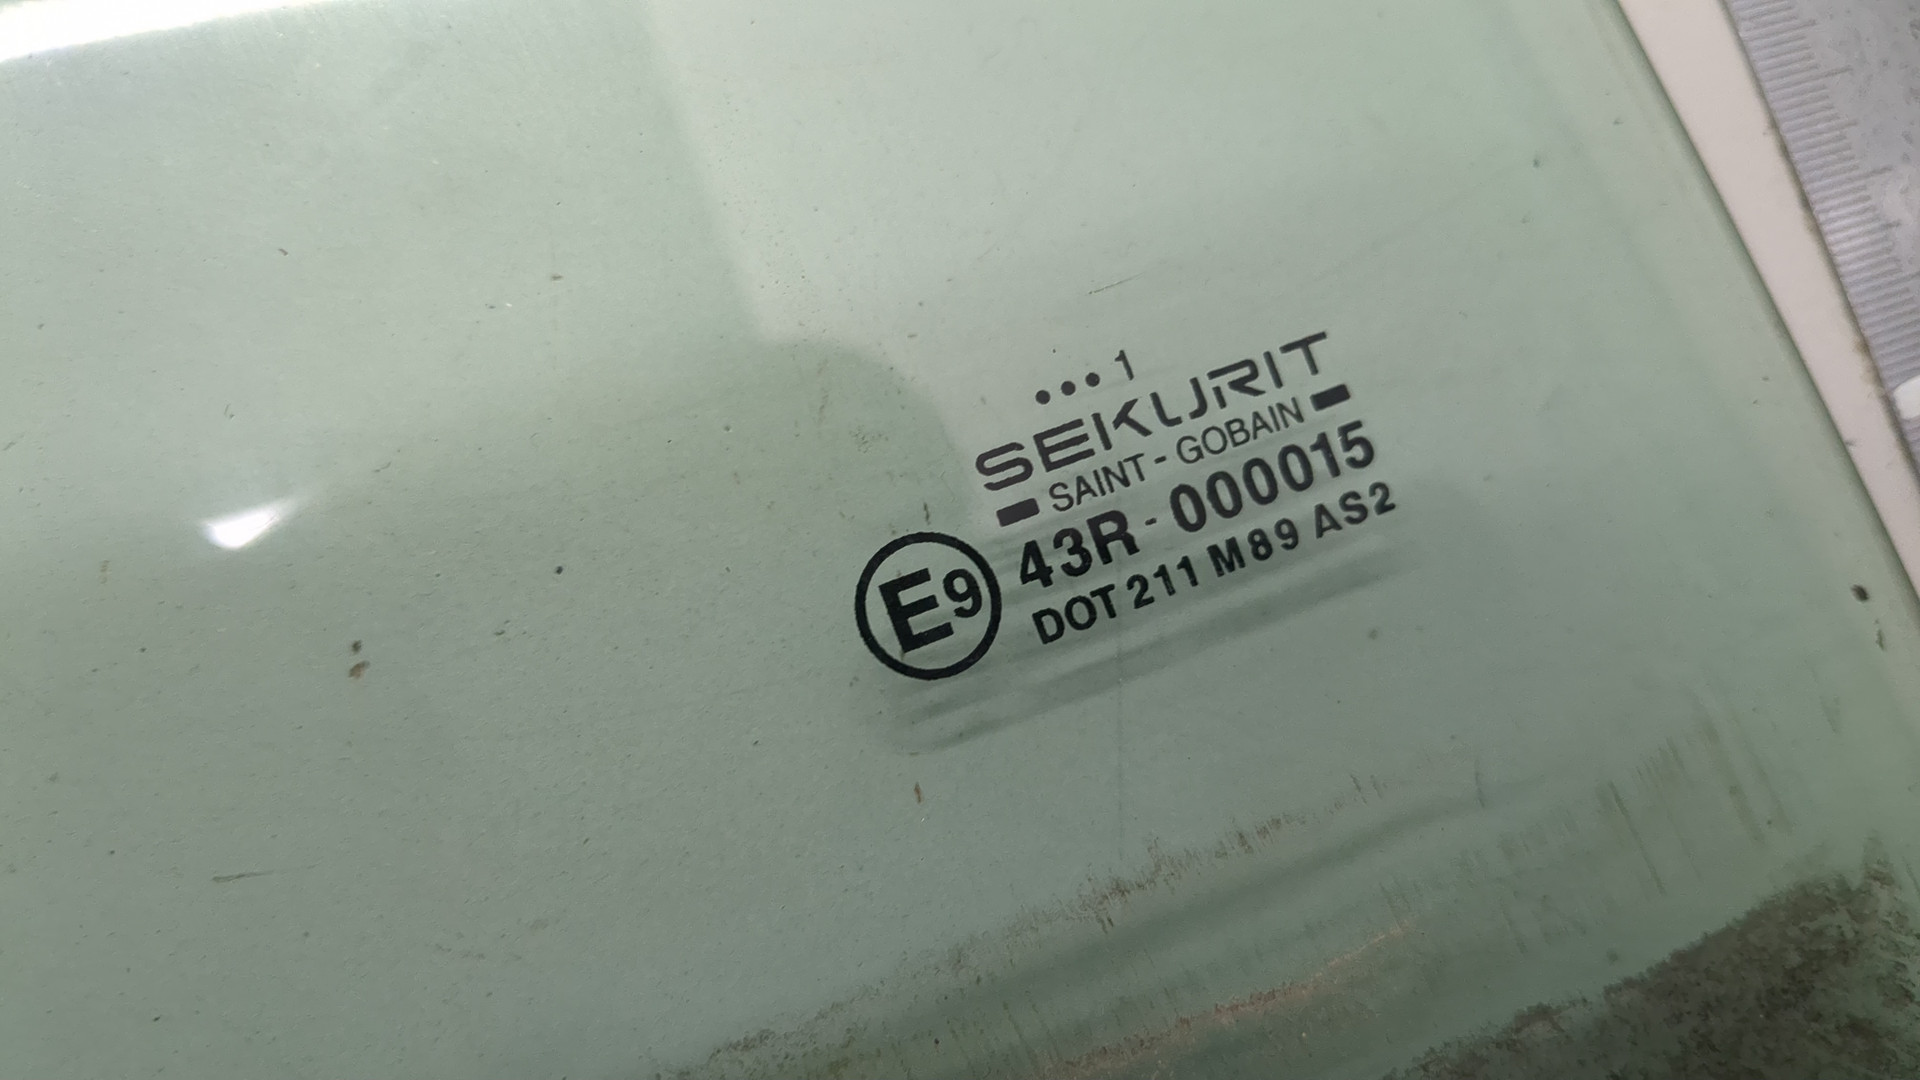 •••1
SEKURIT
SAINT-GOBAIN
E9 43R-000015
DOT 211 M89 AS2